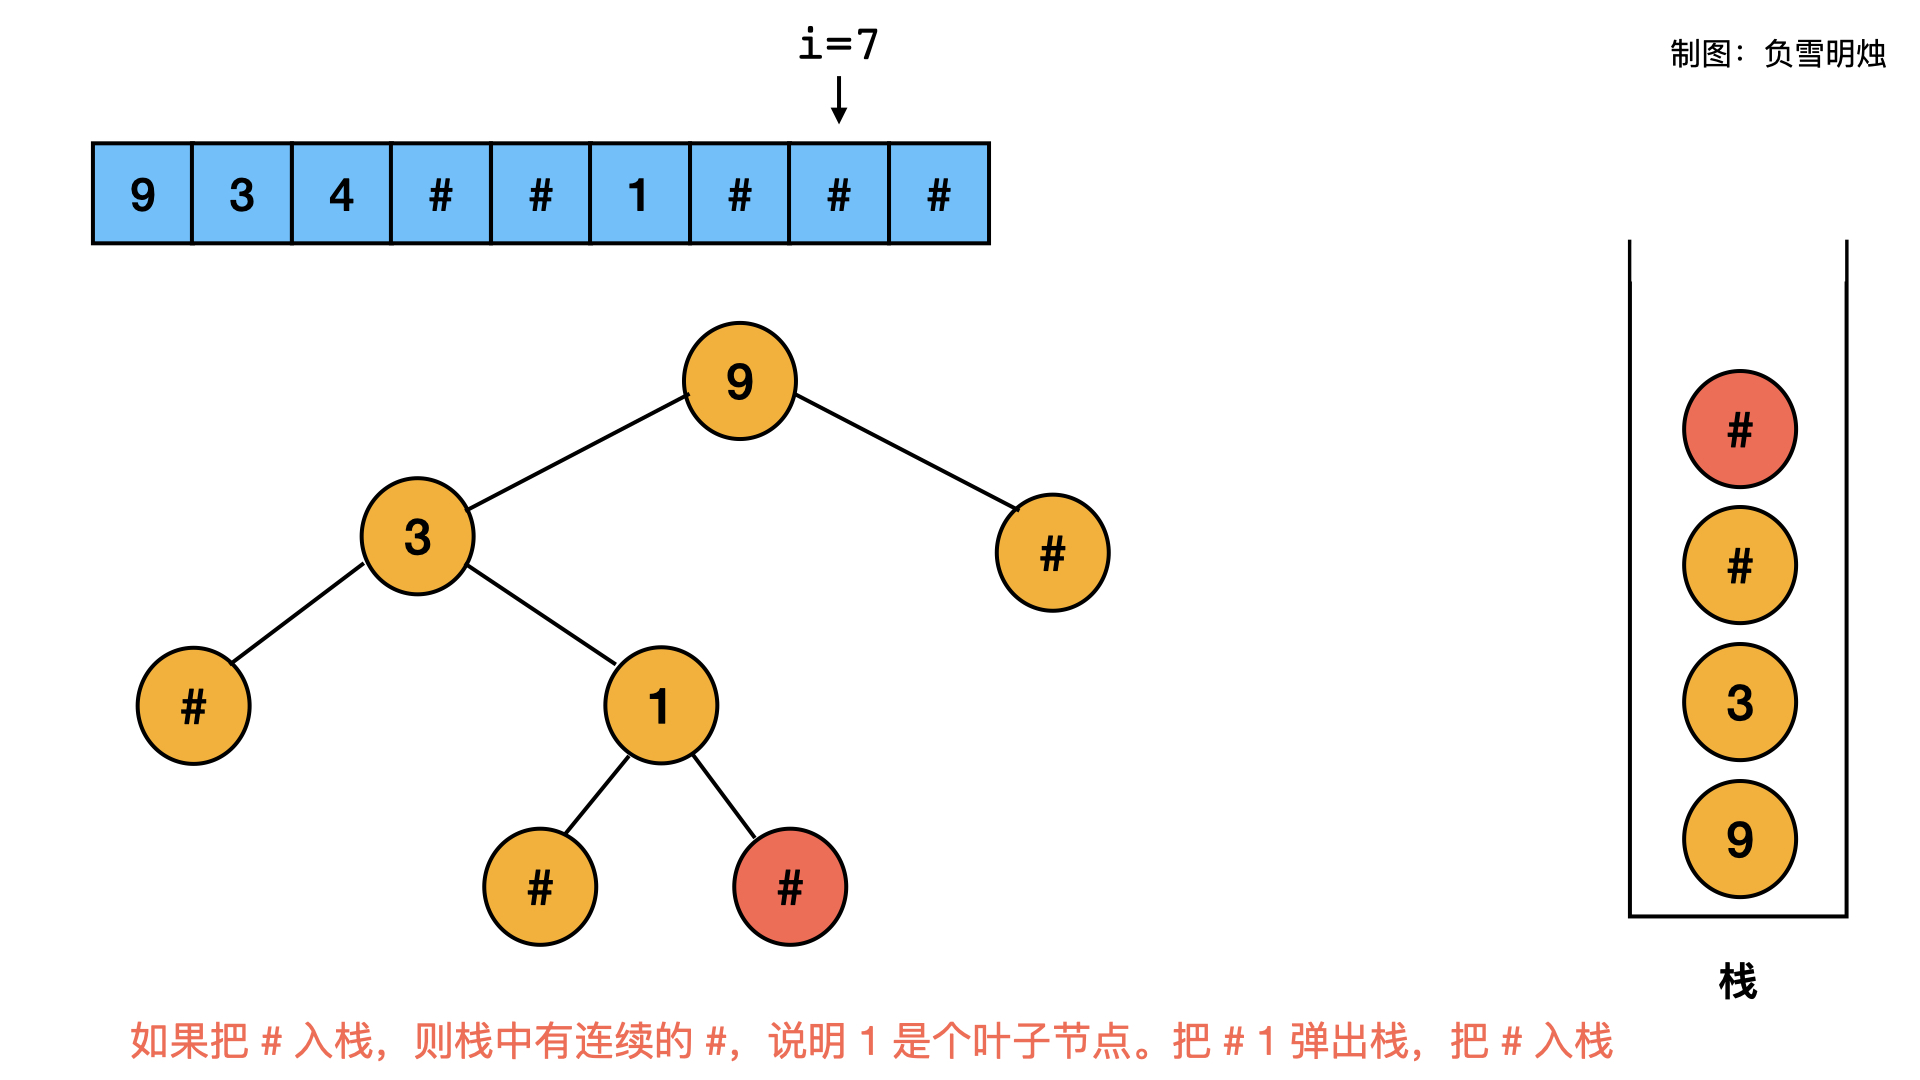 i=7
制图：负雪明烛
9 3 4 # # 1 # # #
9
3
#
# 1
# #
#
#
3
9
栈
如果把 # 入栈，则栈中有连续的 #，说明 1 是个叶子节点。把 # 1 弹出栈，把 # 入栈